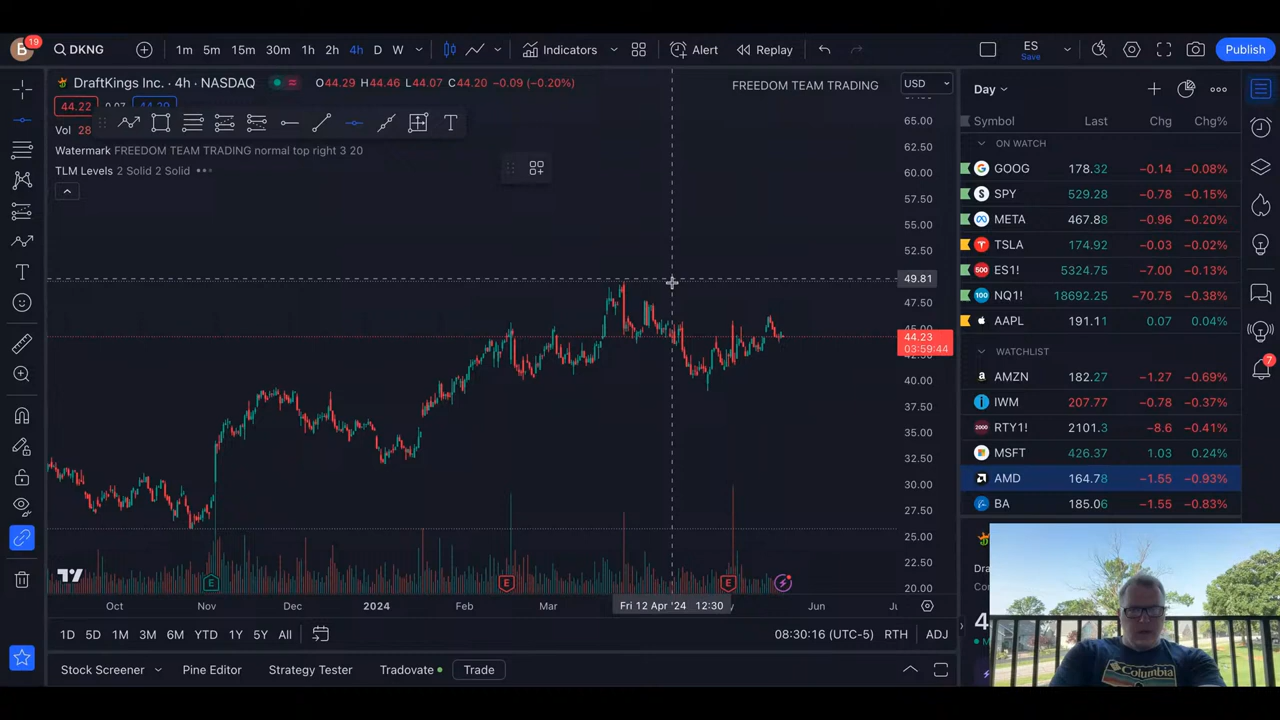 B 19 DKNG 1m 5m 15m 30m 1h 2h 4h D W Indicators Alert Replay ES Save Publish
DraftKings Inc. · 4h · NASDAQ O44.29 H44.46 L44.07 C44.20 −0.09 (−0.20%)
FREEDOM TEAM TRADING
USD
44.22
Vol 28
T
Watermark FREEDOM TEAM TRADING normal top right 3 20
TLM Levels 2 Solid 2 Solid
65.00
62.50
60.00
57.50
55.00
52.50
49.81
47.50
45.00
44.23
03:59:44
42.50
40.00
37.50
35.00
32.50
30.00
27.50
25.00
22.50
20.00
E E E
Oct Nov Dec 2024 Feb Mar Fri 12 Apr '24 12:30 Jun
1D 5D 1M 3M 6M YTD 1Y 5Y All 08:30:16 (UTC-5) RTH ADJ
Stock Screener Pine Editor Strategy Tester Tradovate Trade
Day
Symbol Last Chg Chg%
ON WATCH
GOOG 178.32 −0.14 −0.08%
SPY 529.28 −0.78 −0.15%
META 467.88 −0.96 −0.20%
TSLA 174.92 −0.03 −0.02%
500 ES1! 5324.75 −7.00 −0.13%
100 NQ1! 18692.25 −70.75 −0.38%
AAPL 191.11 0.07 0.04%
WATCHLIST
AMZN 182.27 −1.27 −0.69%
IWM 207.77 −0.78 −0.37%
2000 RTY1! 2101.3 −8.6 −0.41%
MSFT 426.37 1.03 0.24%
AMD 164.78 −1.55 −0.93%
BA 185.06 −1.55 −0.83%
7
Columbia